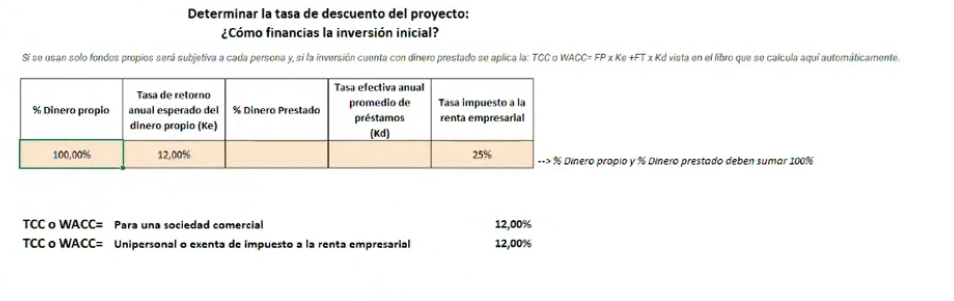 Determinar la tasa de descuento del proyecto:
¿Cómo financias la inversión inicial?
Si se usan solo fondos propios será subjetiva a cada persona y, si la inversión cuenta con dinero prestado se aplica la: TCC o WACC= FP x Ke +FT x Kd vista en el libro que se calcula aquí automáticamente.
% Dinero propio
Tasa de retorno
anual esperado del
dinero propio (Ke)
% Dinero Prestado
Tasa efectiva anual
promedio de
préstamos
(Kd)
Tasa impuesto a la
renta empresarial
100,00%
12,00%
25%
--> % Dinero propio y % Dinero prestado deben sumar 100%
TCC o WACC= Para una sociedad comercial 12,00%
TCC o WACC= Unipersonal o exenta de impuesto a la renta empresarial 12,00%